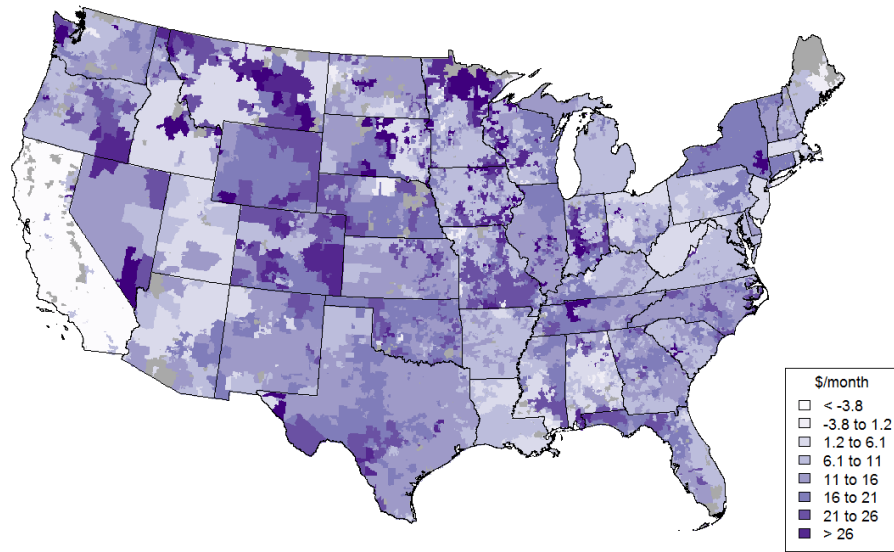 $/month
< -3.8
-3.8 to 1.2
1.2 to 6.1
6.1 to 11
11 to 16
16 to 21
21 to 26
> 26